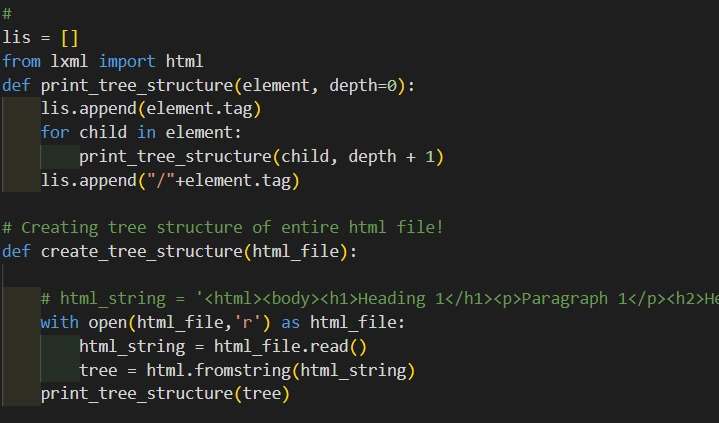 #
lis = []
from lxml import html
def print_tree_structure(element, depth=0):
    lis.append(element.tag)
    for child in element:
        print_tree_structure(child, depth + 1)
    lis.append("/"+element.tag)
# Creating tree structure of entire html file!
def create_tree_structure(html_file):
    # html_string = '<html><body><h1>Heading 1</h1><p>Paragraph 1</p><h2>He
    with open(html_file,'r') as html_file:
        html_string = html_file.read()
        tree = html.fromstring(html_string)
    print_tree_structure(tree)